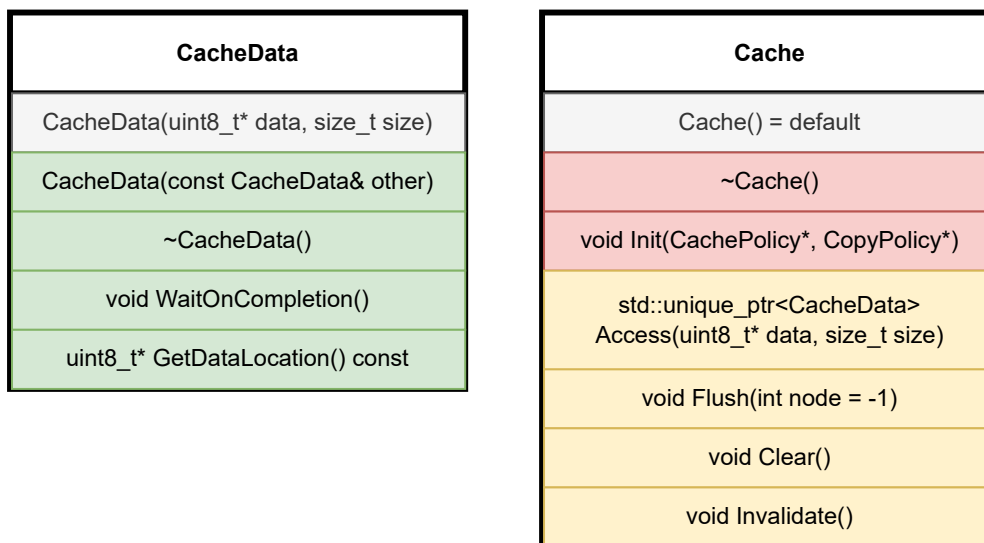 CacheData
CacheData(uint8_t* data, size_t size)
CacheData(const CacheData& other)
~CacheData()
void WaitOnCompletion()
uint8_t* GetDataLocation() const
Cache
Cache() = default
~Cache()
void Init(CachePolicy*, CopyPolicy*)
std::unique_ptr<CacheData>
Access(uint8_t* data, size_t size)
void Flush(int node = -1)
void Clear()
void Invalidate()